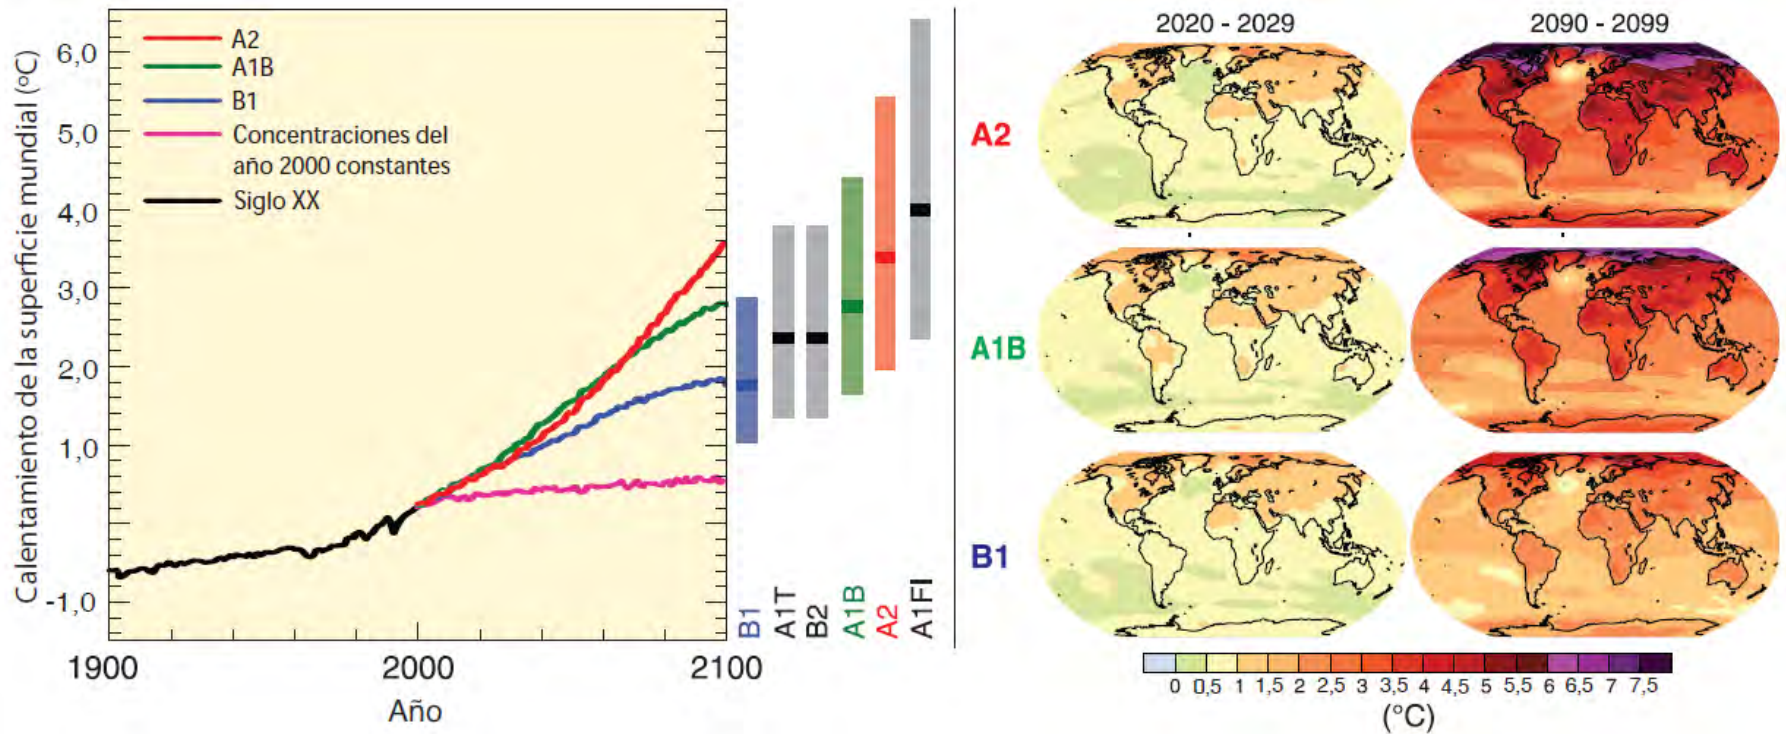 Calentamiento de la superficie mundial (ºC)
6,0
5,0
4,0
3,0
2,0
1,0
-1,0
A2
A1B
B1
Concentraciones del
año 2000 constantes
Siglo XX
1900
2000
2100
Año
B1
A1T
B2
A1B
A2
A1FI
2020 - 2029
2090 - 2099
A2
A1B
B1
0 0,5 1 1,5 2 2,5 3 3,5 4 4,5 5 5,5 6 6,5 7 7,5
(°C)